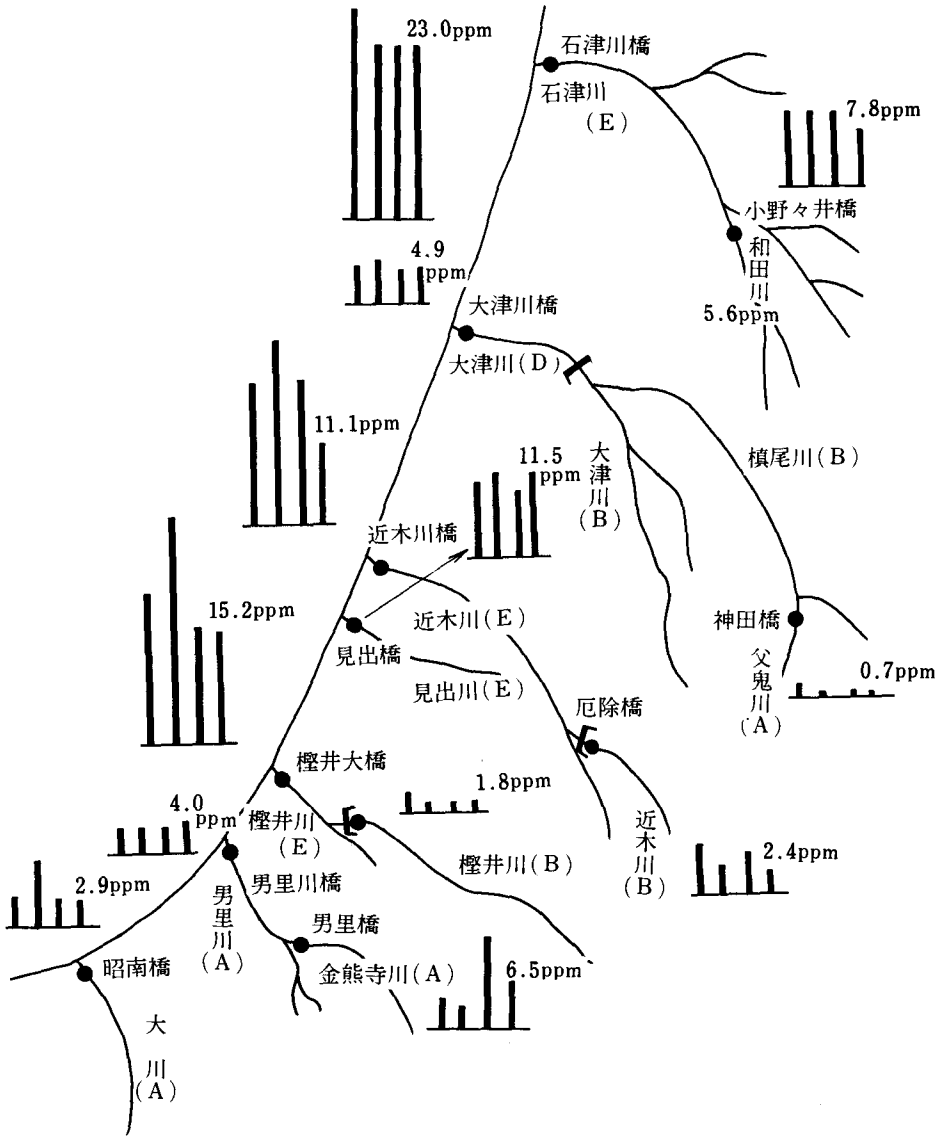 23.0ppm
石津川橋
石津川
(E)
7.8ppm
小野々井橋
和田川
5.6ppm
4.9
ppm
大津川橋
大津川(D)
大津川
(B)
槙尾川(B)
11.1ppm
11.5
ppm
近木川橋
近木川(E)
見出橋
見出川(E)
神田橋
父鬼川
(A)
0.7ppm
15.2ppm
厄除橋
近木川
(B)
2.4ppm
樫井大橋
樫井川
(E)
1.8ppm
樫井川(B)
4.0
ppm
男里川橋
男里川
(A)
男里橋
金熊寺川(A)
6.5ppm
2.9ppm
昭南橋
大川
(A)